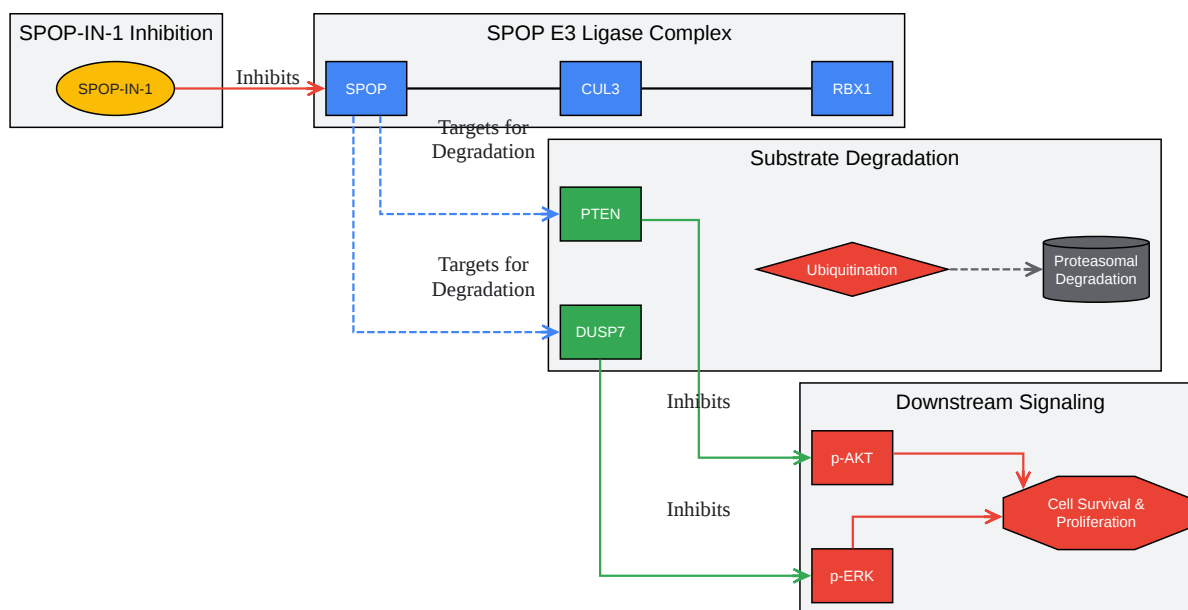 SPOP-IN-1 Inhibition
SPOP E3 Ligase Complex
SPOP-IN-1
Inhibits
SPOP
CUL3
RBX1
Targets for
Degradation
Substrate Degradation
PTEN
Ubiquitination
Proteasomal
Degradation
Targets for
Degradation
DUSP7
Inhibits
Downstream Signaling
p-AKT
Cell Survival &
Proliferation
Inhibits
p-ERK